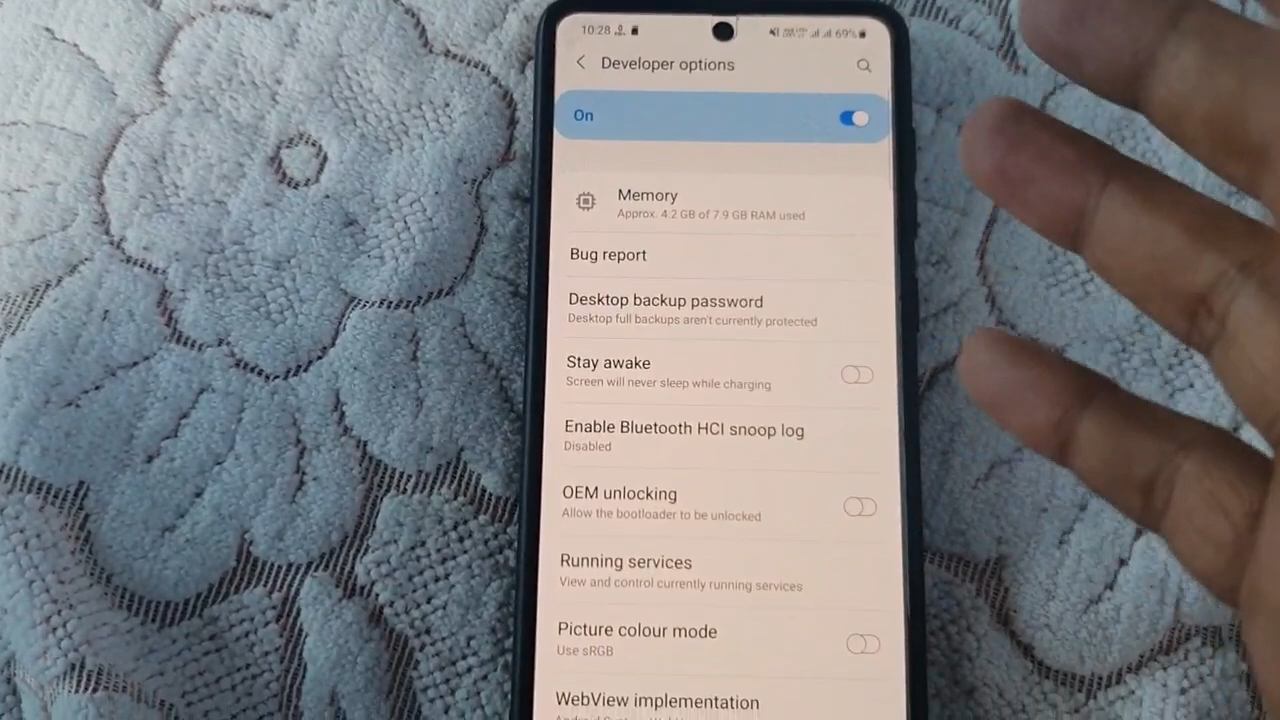 10:28
69%
Developer options
On
Memory
Approx. 4.2 GB of 7.9 GB RAM used
Bug report
Desktop backup password
Desktop full backups aren't currently protected
Stay awake
Screen will never sleep while charging
Enable Bluetooth HCI snoop log
Disabled
OEM unlocking
Allow the bootloader to be unlocked
Running services
View and control currently running services
Picture colour mode
Use sRGB
WebView implementation